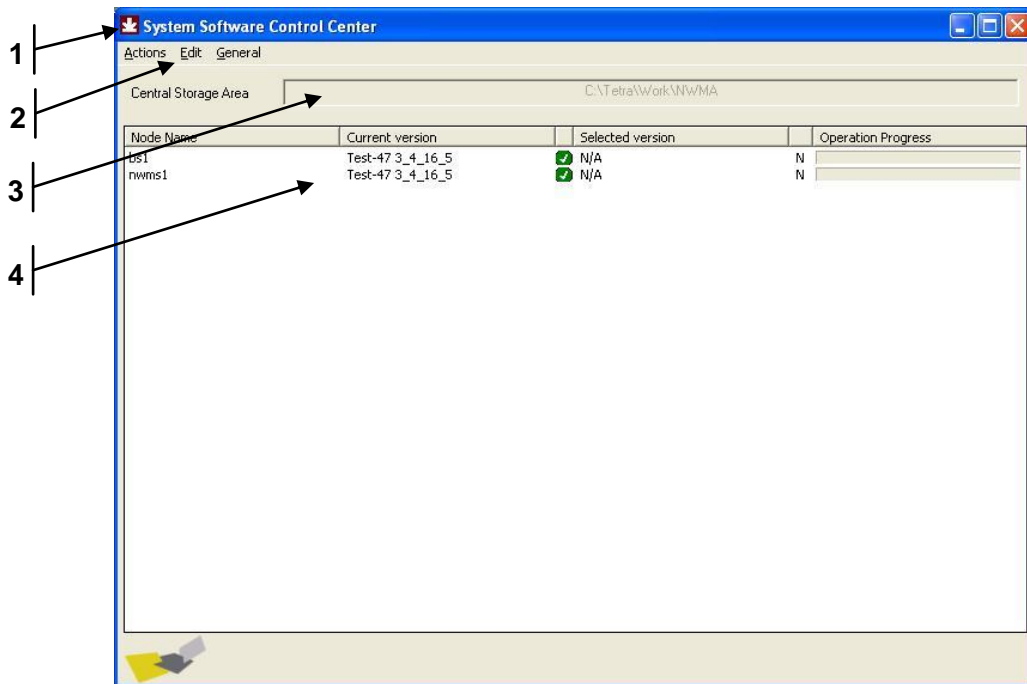 System Software Control Center
1
Actions Edit General
2
Central Storage Area C:\Tetra\Work\NWMA
Node Name Current version Selected version Operation Progress
bs1 Test-47 3_4_16_5 N/A N
3
nwms1 Test-47 3_4_16_5 N/A N
4